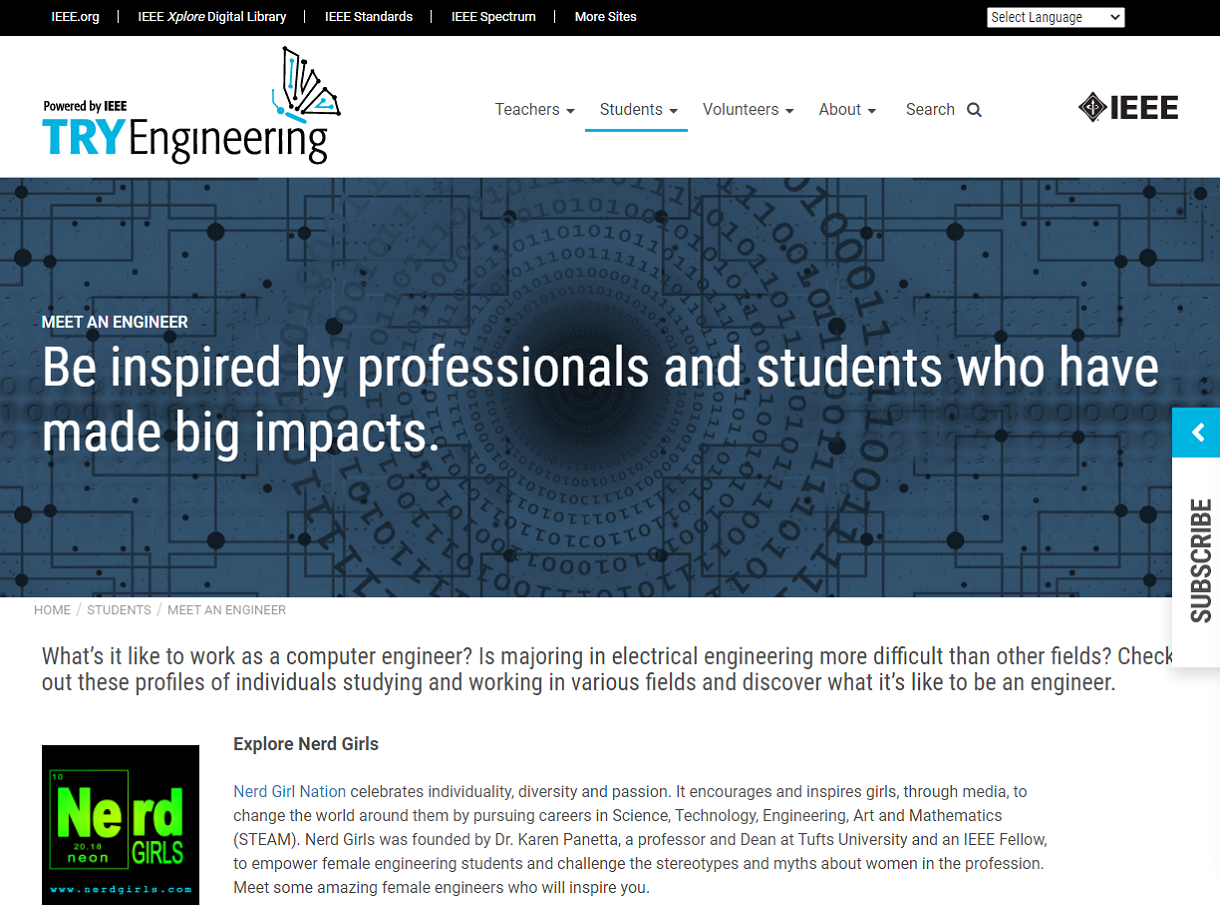 IEEE.org | IEEE Xplore Digital Library | IEEE Standards | IEEE Spectrum | More Sites
Select Language
Powered by IEEE
TRYEngineering
Teachers Students Volunteers About Search
IEEE
MEET AN ENGINEER
Be inspired by professionals and students who have
made big impacts.
SUBSCRIBE
HOME / STUDENTS / MEET AN ENGINEER
What's it like to work as a computer engineer? Is majoring in electrical engineering more difficult than other fields? Check
out these profiles of individuals studying and working in various fields and discover what it's like to be an engineer.
10
Ne rd
20.18
neon
GIRLS
www.nerdgirls.com
Explore Nerd Girls
Nerd Girl Nation celebrates individuality, diversity and passion. It encourages and inspires girls, through media, to
change the world around them by pursuing careers in Science, Technology, Engineering, Art and Mathematics
(STEAM). Nerd Girls was founded by Dr. Karen Panetta, a professor and Dean at Tufts University and an IEEE Fellow,
to empower female engineering students and challenge the stereotypes and myths about women in the profession.
Meet some amazing female engineers who will inspire you.